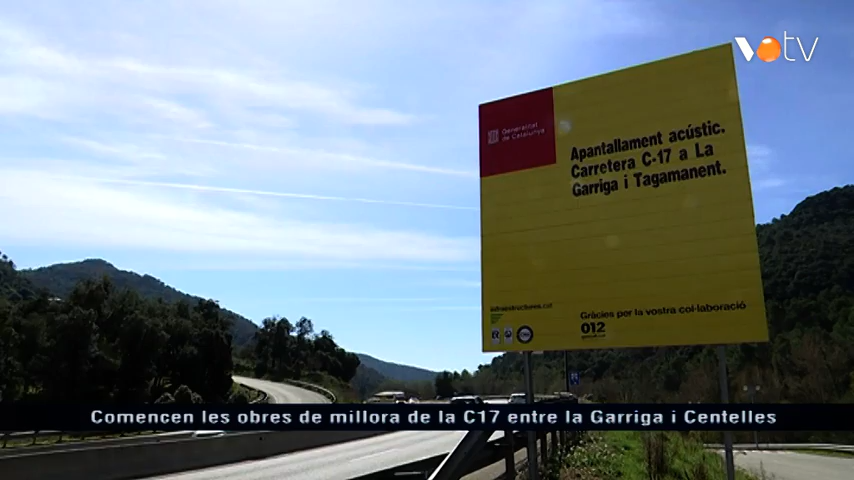 votv
Generalitat
de Catalunya
Apantallament acústic.
Carretera C-17 a La
Garriga i Tagamanent.
infraestructures.cat
Gràcies per la vostra col·laboració
012
Comencen les obres de millora de la C17 entre la Garriga i Centelles